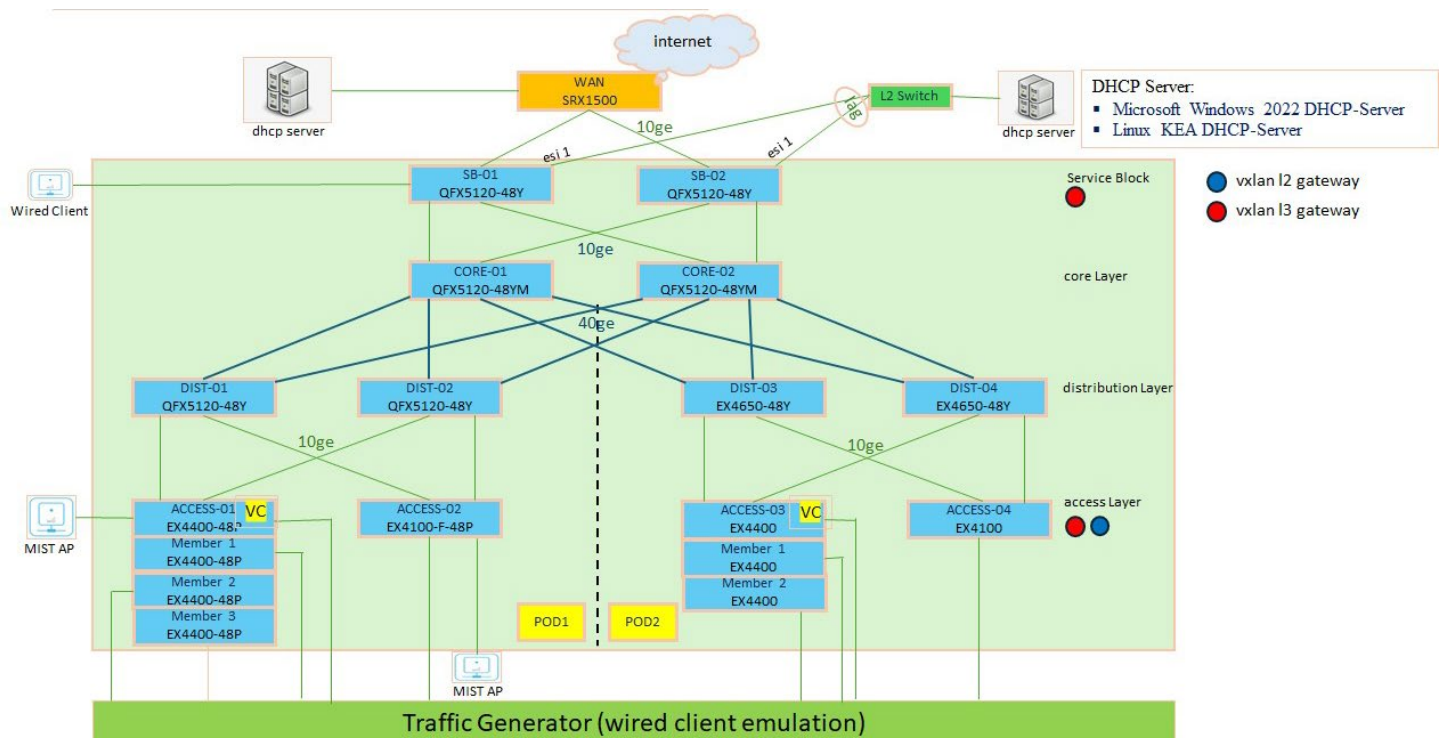 internet
WAN
SRX1500
dhcp server
lag
L2 Switch
dhcp server
DHCP Server:
▪ Microsoft Windows 2022 DHCP-Server
▪ Linux KEA DHCP-Server
10ge
esi 1
esi 1
Wired Client
SB-01
QFX5120-48Y
SB-02
QFX5120-48Y
Service Block
vxlan l2 gateway
vxlan l3 gateway
10ge
CORE-01
QFX5120-48YM
CORE-02
QFX5120-48YM
core Layer
40ge
DIST-01
QFX5120-48Y
DIST-02
QFX5120-48Y
DIST-03
EX4650-48Y
DIST-04
EX4650-48Y
distribution Layer
10ge
10ge
MIST AP
ACCESS-01
EX4400-48P
VC
Member 1
EX4400-48P
Member 2
EX4400-48P
Member 3
EX4400-48P
ACCESS-02
EX4100-F-48P
ACCESS-03
EX4400
VC
Member 1
EX4400
Member 2
EX4400
ACCESS-04
EX4100
access Layer
POD1
POD2
MIST AP
Traffic Generator (wired client emulation)